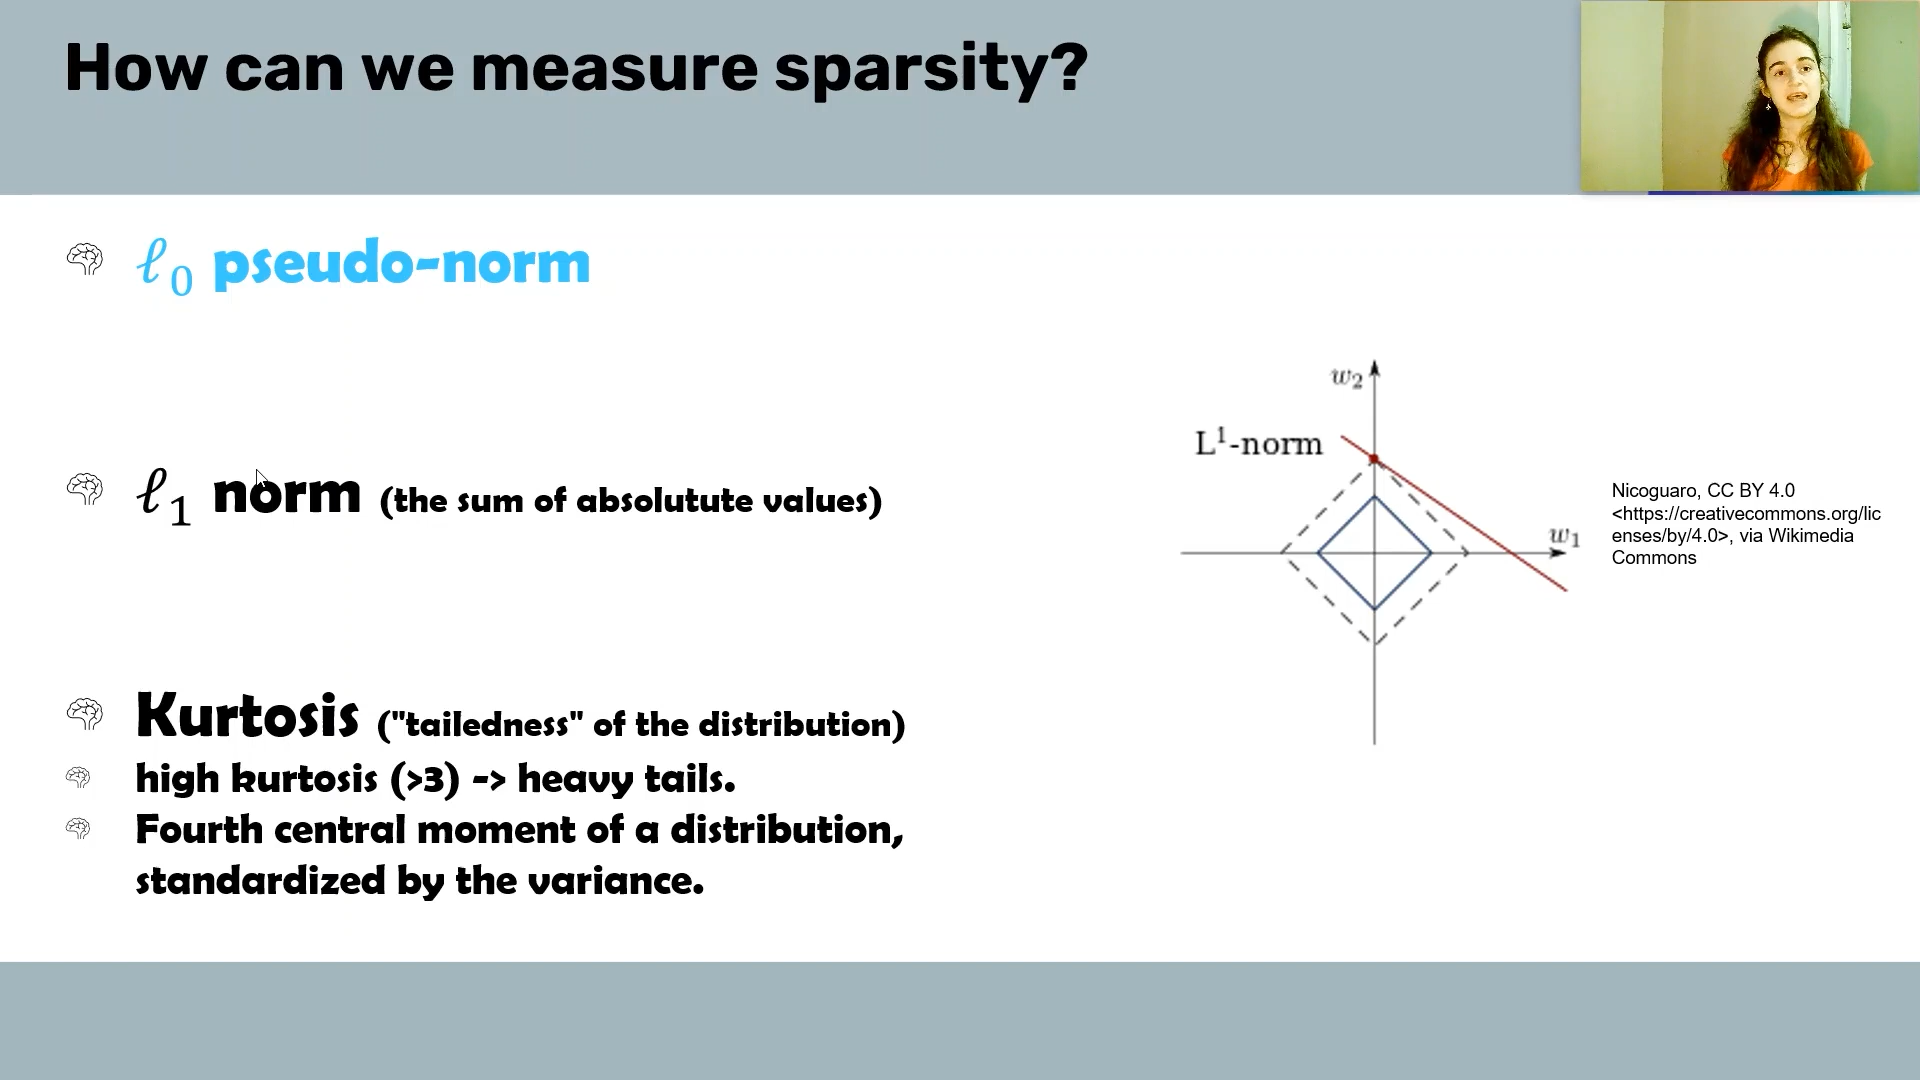 How can we measure sparsity?
ℓ0 pseudo-norm
ℓ1 norm (the sum of absolutute values)
Kurtosis ("tailedness" of the distribution)
high kurtosis (>3) -> heavy tails.
Fourth central moment of a distribution,
standardized by the variance.
w2
L1-norm
w1
Nicoguaro, CC BY 4.0
<https://creativecommons.org/lic
enses/by/4.0>, via Wikimedia
Commons